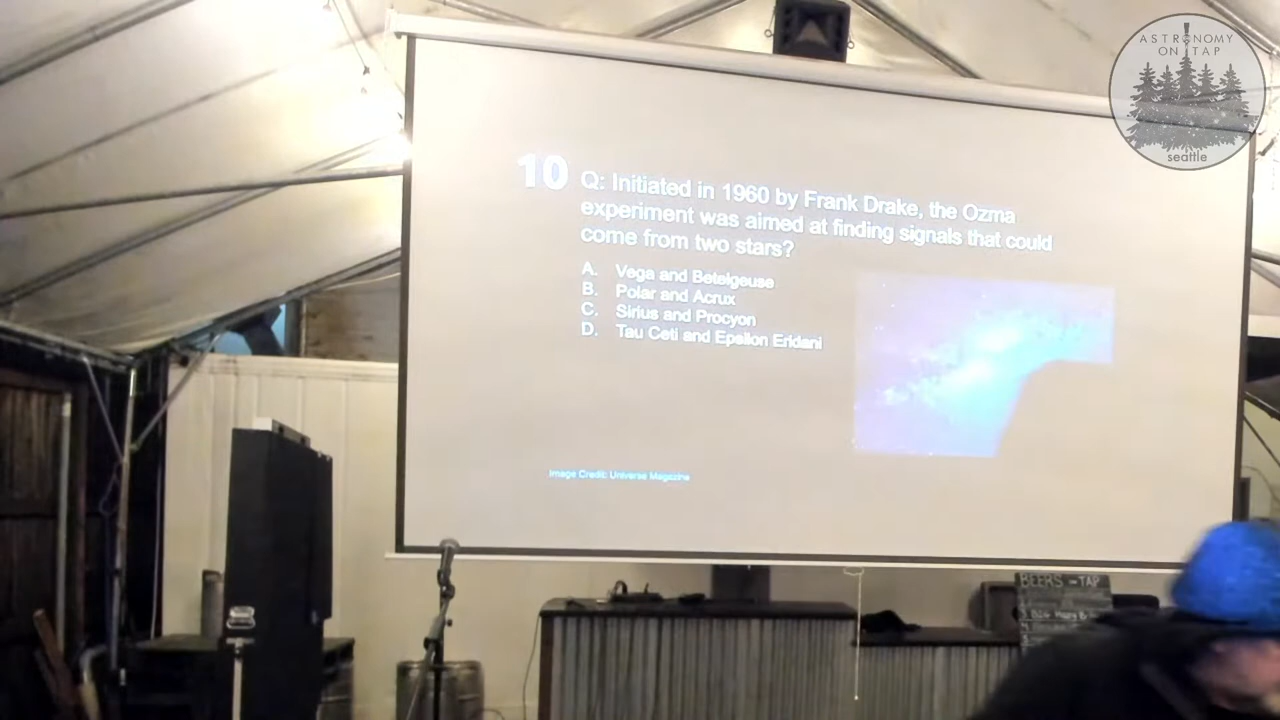 ASTRONOMY
ON TAP
seattle
10 Q: Initiated in 1960 by Frank Drake, the Ozma
experiment was aimed at finding signals that could
come from two stars?
A. Vega and Betelgeuse
B. Polar and Acrux
C. Sirius and Procyon
D. Tau Ceti and Epsilon Eridani
Image Credit: Universe Magazine
BEERS
TAP